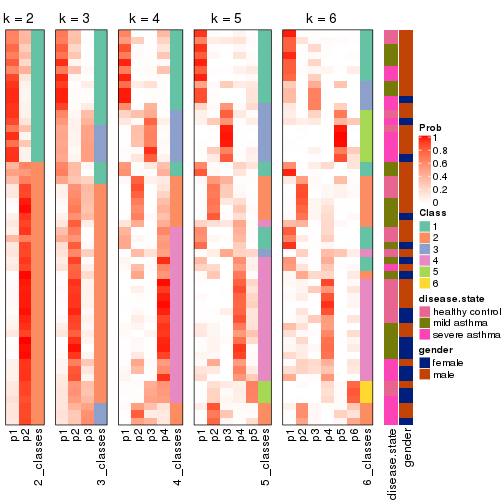 k = 2
k = 3
k = 4
k = 5
k = 6
p1
p2
2_classes
p1
p2
p3
3_classes
p1
p2
p3
p4
4_classes
p1
p2
p3
p4
p5
5_classes
p1
p2
p3
p4
p5
p6
6_classes
disease.state
gender
Prob
1
0.8
0.6
0.4
0.2
0
Class
1
2
3
4
5
6
disease.state
healthy control
mild asthma
severe asthma
gender
female
male